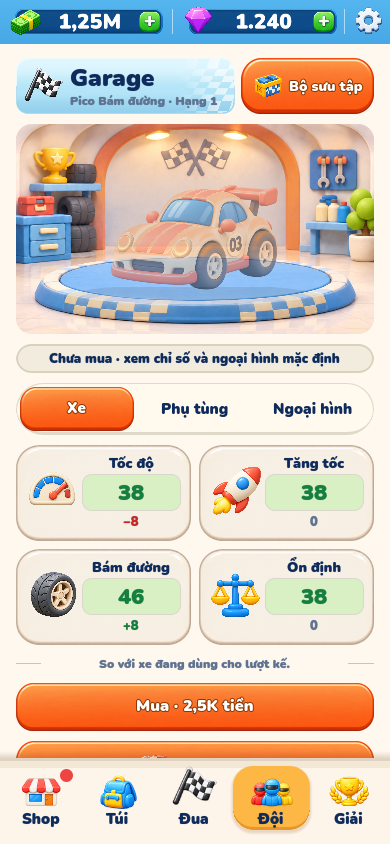 1,25M
1.240
Garage
Pico Bám đường · Hạng 1
Bộ sưu tập
03
Chưa mua · xem chỉ số và ngoại hình mặc định
Xe
Phụ tùng
Ngoại hình
Tốc độ
38
−8
Tăng tốc
38
0
Bám đường
46
+8
Ổn định
38
0
So với xe đang dùng cho lượt kế.
Mua · 2,5K tiền
Shop
Túi
Đua
Đội
Giải